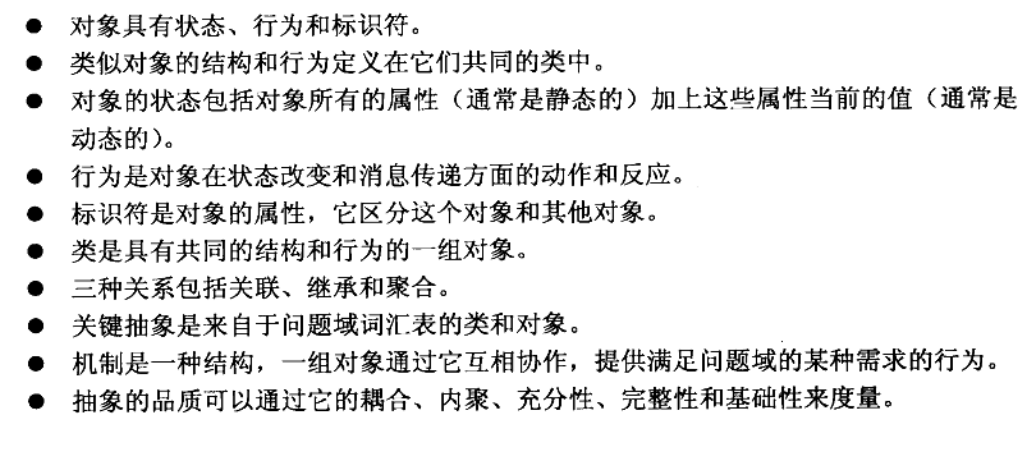 ● 对象具有状态、行为和标识符。
● 类似对象的结构和行为定义在它们共同的类中。
● 对象的状态包括对象所有的属性（通常是静态的）加上这些属性当前的值（通常是
动态的）。
● 行为是对象在状态改变和消息传递方面的动作和反应。
● 标识符是对象的属性，它区分这个对象和其他对象。
● 类是具有共同的结构和行为的一组对象。
● 三种关系包括关联、继承和聚合。
● 关键抽象是来自于问题域词汇表的类和对象。
● 机制是一种结构，一组对象通过它互相协作，提供满足问题域的某种需求的行为。
● 抽象的品质可以通过它的耦合、内聚、充分性、完整性和基础性来度量。